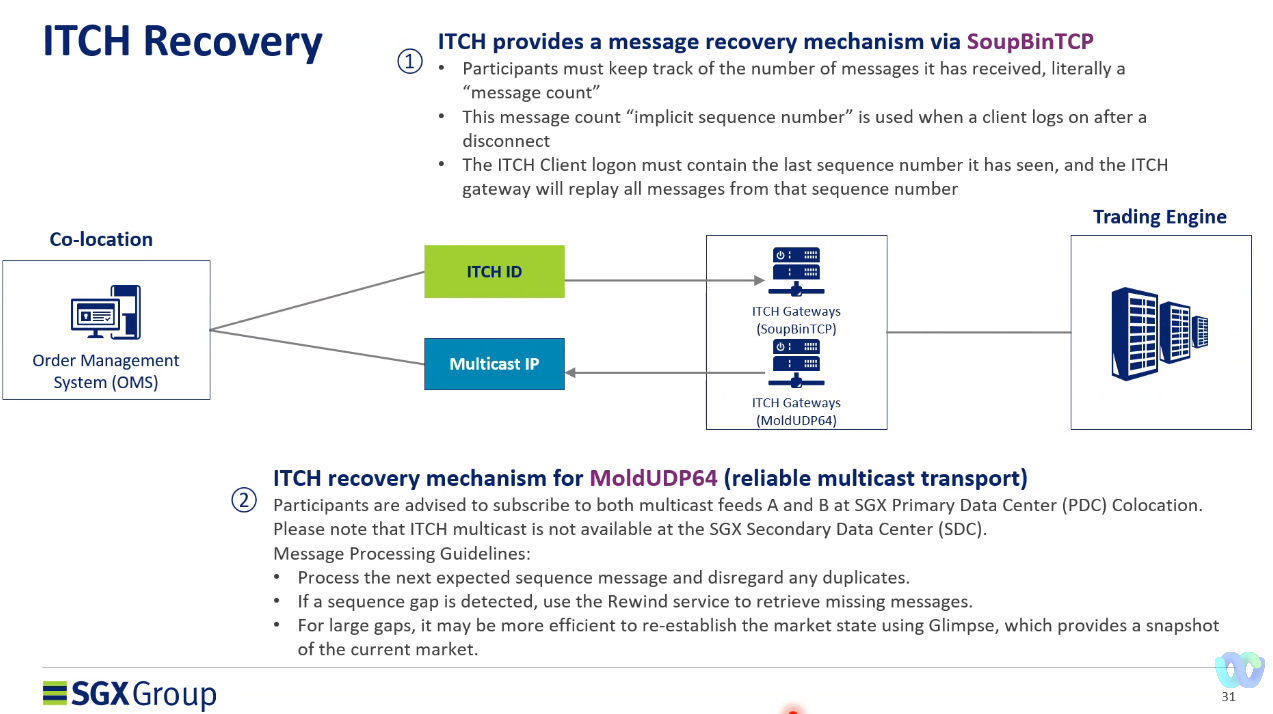 ITCH Recovery
① ITCH provides a message recovery mechanism via SoupBinTCP
• Participants must keep track of the number of messages it has received, literally a
“message count”
• This message count “implicit sequence number” is used when a client logs on after a
disconnect
• The ITCH Client logon must contain the last sequence number it has seen, and the ITCH
gateway will replay all messages from that sequence number
Co-location
Order Management
System (OMS)
ITCH ID
Multicast IP
ITCH Gateways
(SoupBinTCP)
ITCH Gateways
(MoldUDP64)
Trading Engine
② ITCH recovery mechanism for MoldUDP64 (reliable multicast transport)
Participants are advised to subscribe to both multicast feeds A and B at SGX Primary Data Center (PDC) Colocation.
Please note that ITCH multicast is not available at the SGX Secondary Data Center (SDC).
Message Processing Guidelines:
• Process the next expected sequence message and disregard any duplicates.
• If a sequence gap is detected, use the Rewind service to retrieve missing messages.
• For large gaps, it may be more efficient to re-establish the market state using Glimpse, which provides a snapshot
of the current market.
SGXGroup
31